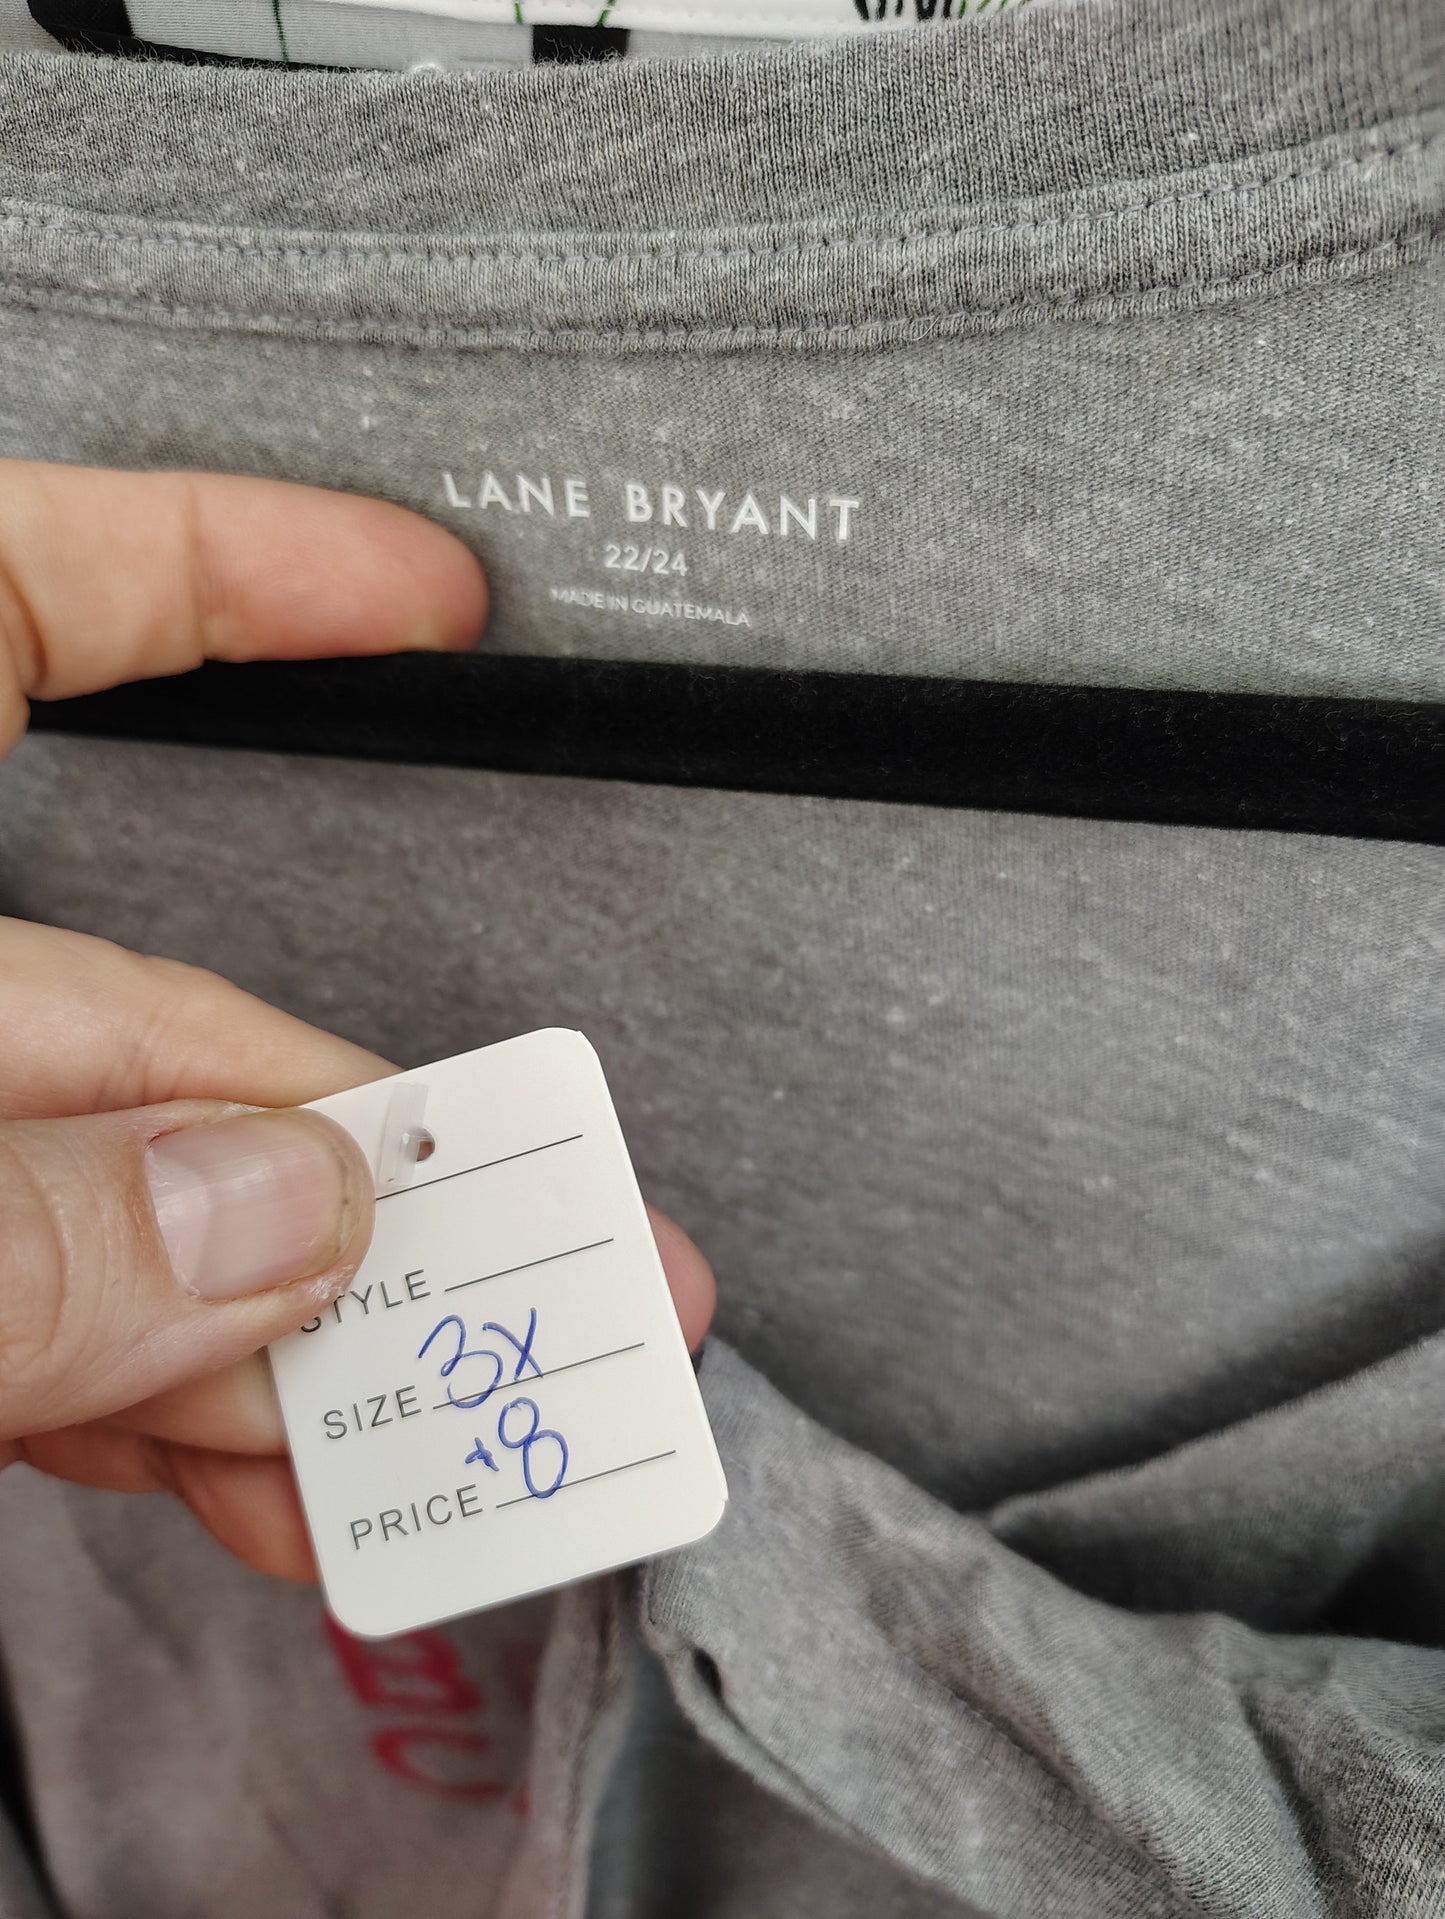 LANE BRYANT
22/24
MADE IN GUATEMALA
STYLE
SIZE 3X
PRICE +8